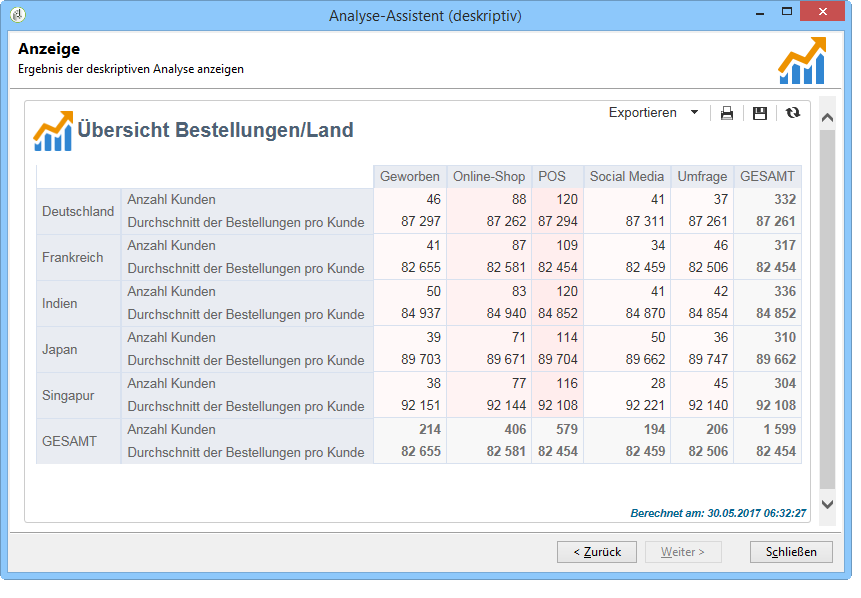 Analyse-Assistent (deskriptiv)
Anzeige
Ergebnis der deskriptiven Analyse anzeigen
Exportieren
Übersicht Bestellungen/Land
Geworben Online-Shop POS Social Media Umfrage GESAMT
Deutschland Anzahl Kunden 46 88 120 41 37 332
Durchschnitt der Bestellungen pro Kunde 87 297 87 262 87 294 87 311 87 261 87 261
Frankreich Anzahl Kunden 41 87 109 34 46 317
Durchschnitt der Bestellungen pro Kunde 82 655 82 581 82 454 82 459 82 506 82 454
Indien Anzahl Kunden 50 83 120 41 42 336
Durchschnitt der Bestellungen pro Kunde 84 937 84 940 84 852 84 870 84 854 84 852
Japan Anzahl Kunden 39 71 114 50 36 310
Durchschnitt der Bestellungen pro Kunde 89 703 89 671 89 704 89 662 89 747 89 662
Singapur Anzahl Kunden 38 77 116 28 45 304
Durchschnitt der Bestellungen pro Kunde 92 151 92 144 92 108 92 221 92 140 92 108
GESAMT Anzahl Kunden 214 406 579 194 206 1 599
Durchschnitt der Bestellungen pro Kunde 82 655 82 581 82 454 82 459 82 506 82 454
Berechnet am: 30.05.2017 06:32:27
< Zurück Weiter > Schließen